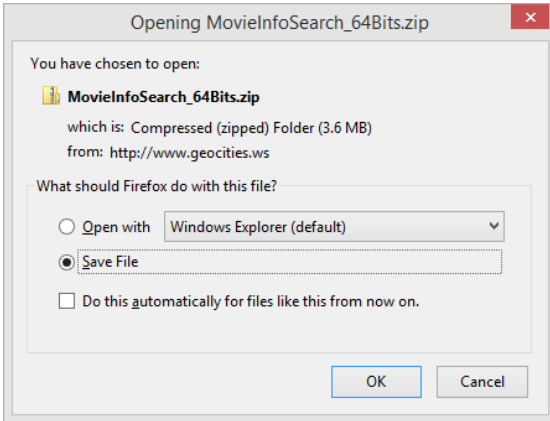 Opening MovieInfoSearch_64Bits.zip
You have chosen to open:
MovieInfoSearch_64Bits.zip
which is: Compressed (zipped) Folder (3.6 MB)
from: http://www.geocities.ws
What should Firefox do with this file?
Open with Windows Explorer (default)
Save File
Do this automatically for files like this from now on.
OK Cancel